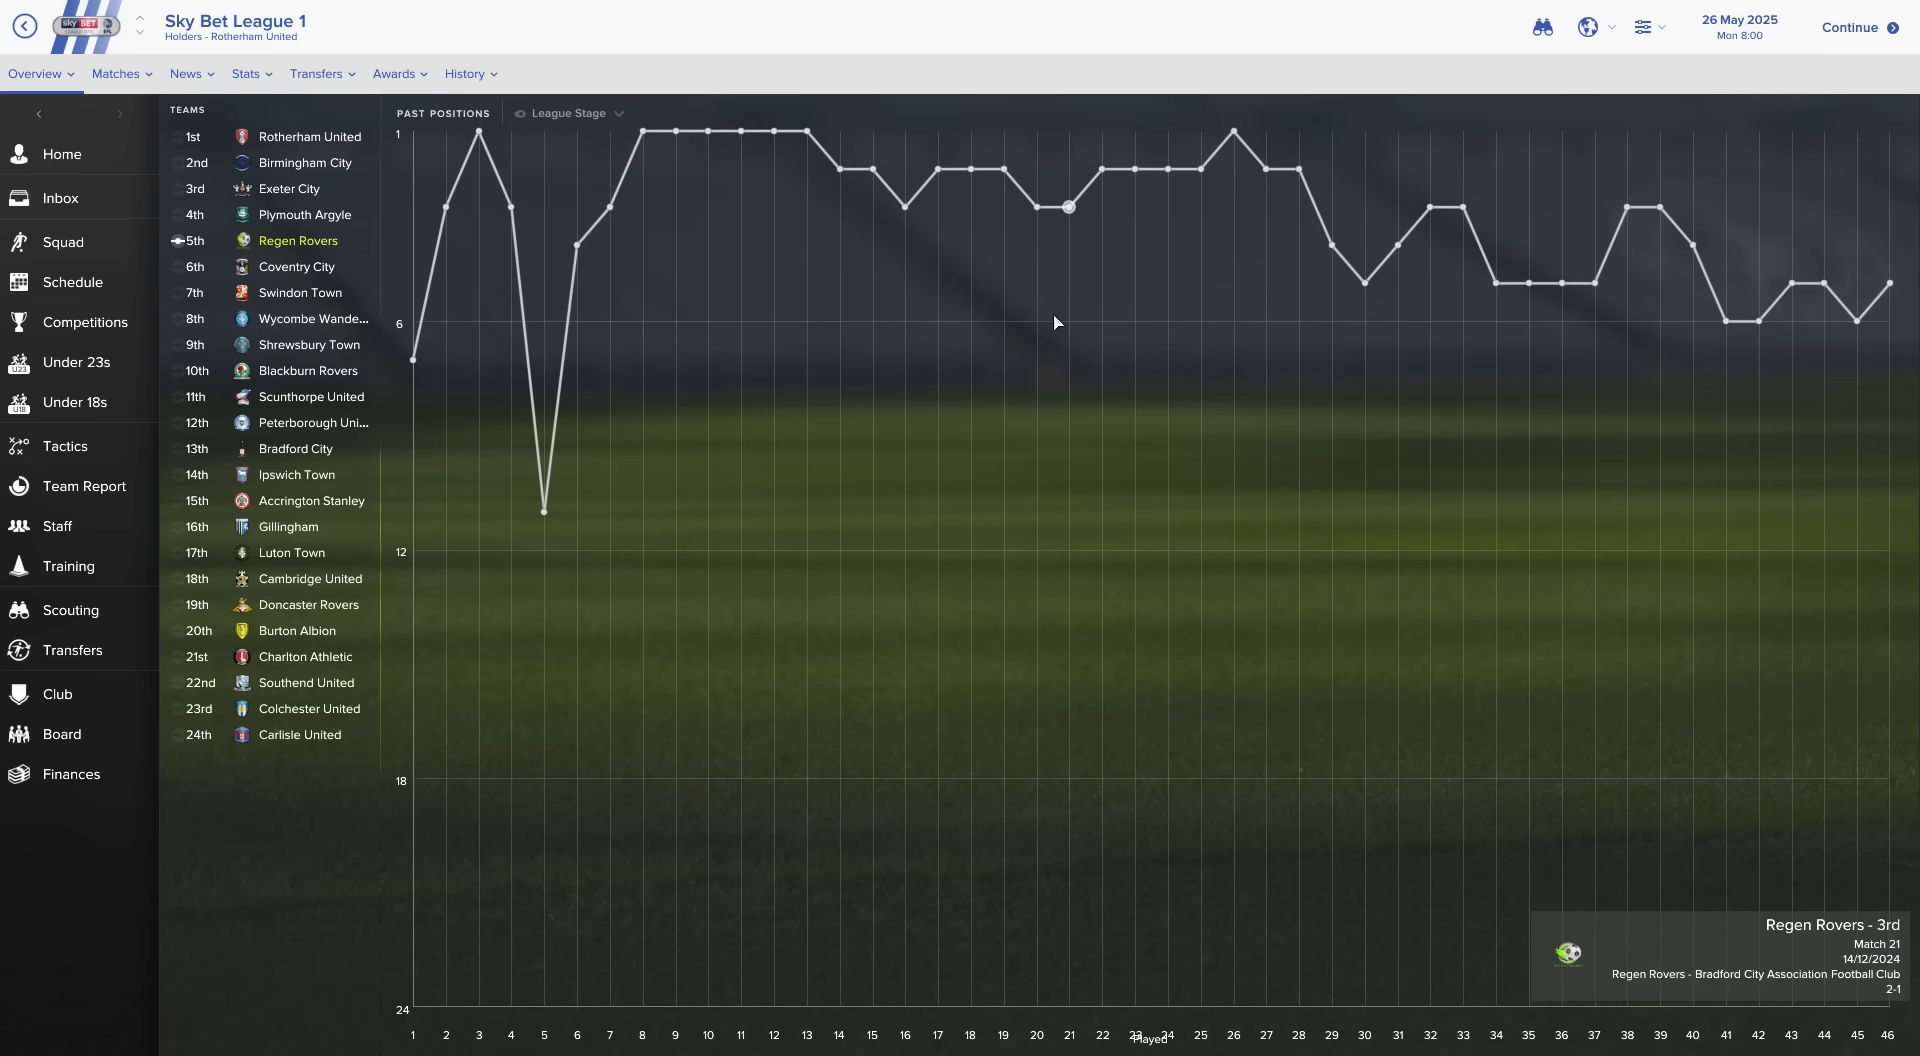 Sky Bet League 1
Holders - Rotherham United
26 May 2025
Mon 8:00
Continue
Overview
Matches
News
Stats
Transfers
Awards
History
Home
Inbox
Squad
Schedule
Competitions
U23
Under 23s
U18
Under 18s
Tactics
Team Report
Staff
Training
Scouting
Transfers
Club
Board
Finances
TEAMS
1st Rotherham United
2nd Birmingham City
3rd Exeter City
4th Plymouth Argyle
5th Regen Rovers
6th Coventry City
7th Swindon Town
8th Wycombe Wande...
9th Shrewsbury Town
10th Blackburn Rovers
11th Scunthorpe United
12th Peterborough Uni...
13th Bradford City
14th Ipswich Town
15th Accrington Stanley
16th Gillingham
17th Luton Town
18th Cambridge United
19th Doncaster Rovers
20th Burton Albion
21st Charlton Athletic
22nd Southend United
23rd Colchester United
24th Carlisle United
PAST POSITIONS
League Stage
1
6
12
18
24
1 2 3 4 5 6 7 8 9 10 11 12 13 14 15 16 17 18 19 20 21 22 23 24 25 26 27 28 29 30 31 32 33 34 35 36 37 38 39 40 41 42 43 44 45 46
Played
Regen Rovers - 3rd
Match 21
14/12/2024
Regen Rovers - Bradford City Association Football Club
2-1